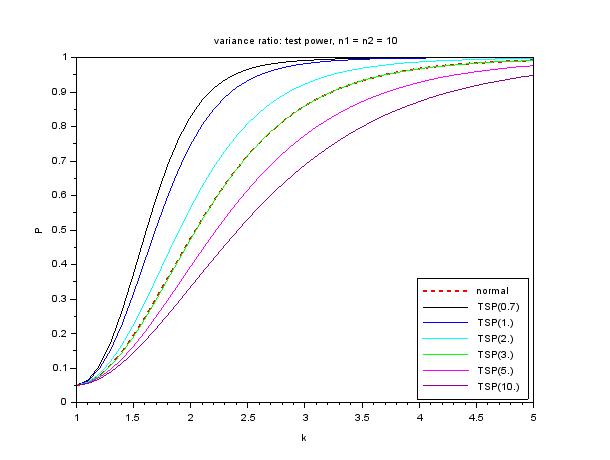 variance ratio: test power, n1 = n2 = 10
1
0.9
0.8
0.7
0.6
0.5
0.4
0.3
0.2
0.1
0
P
1
1.5
2
2.5
3
3.5
4
4.5
5
k
normal
TSP(0.7)
TSP(1.)
TSP(2.)
TSP(3.)
TSP(5.)
TSP(10.)